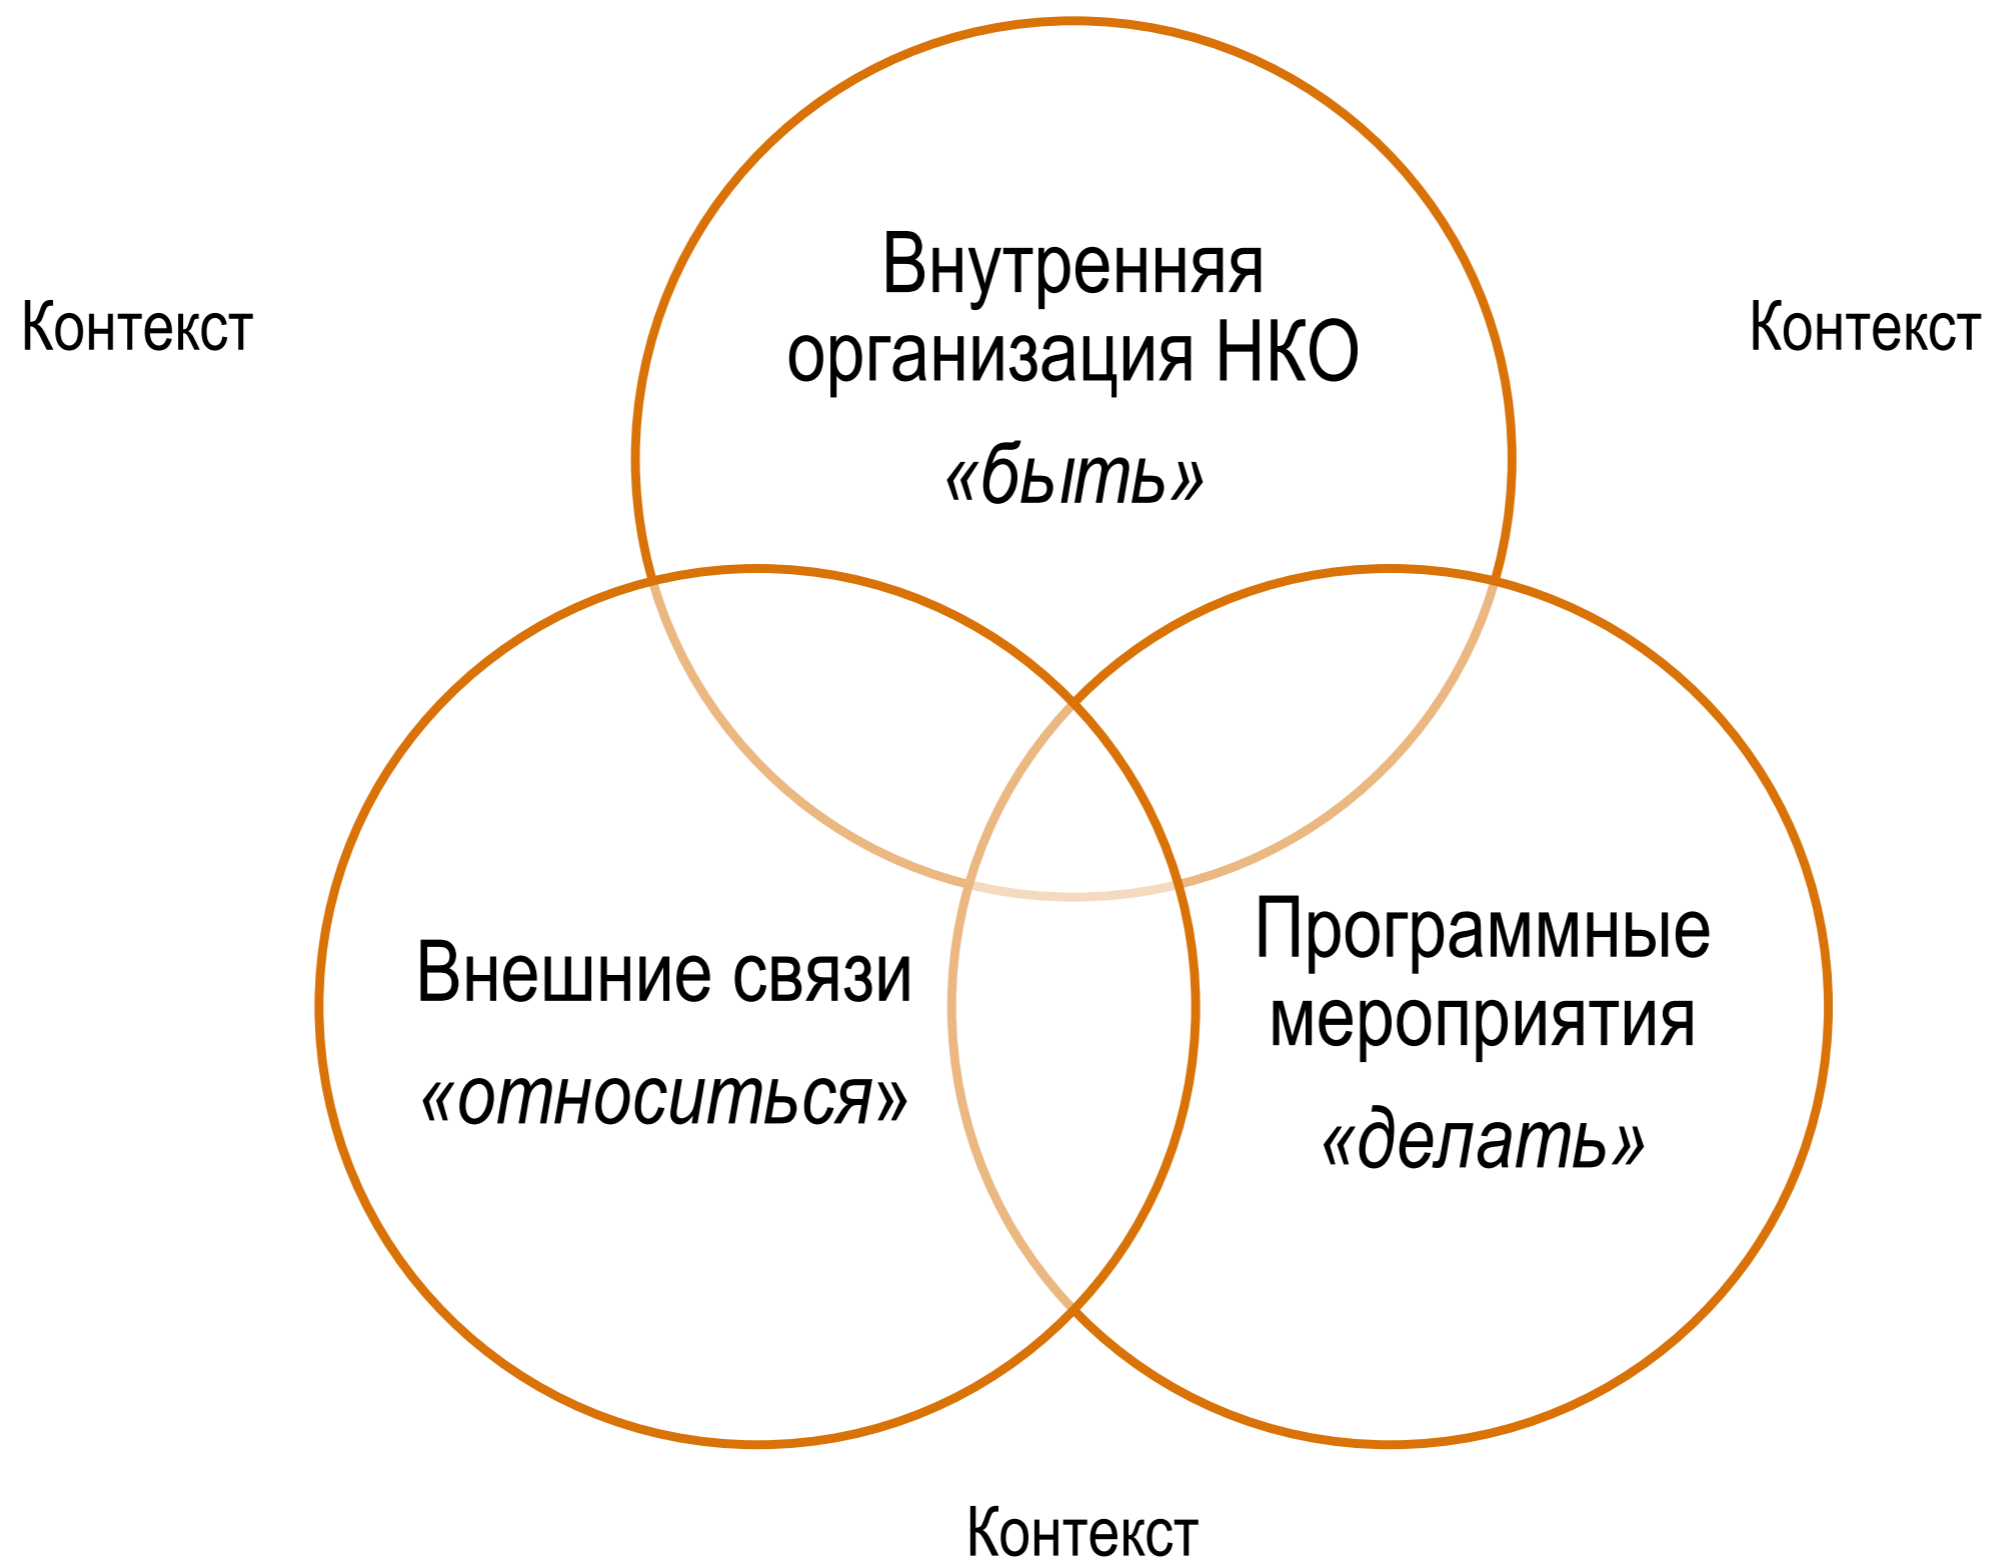 Внутренняя
организация НКО
«быть»
Контекст
Контекст
Внешние связи
«относиться»
Программные
мероприятия
«делать»
Контекст